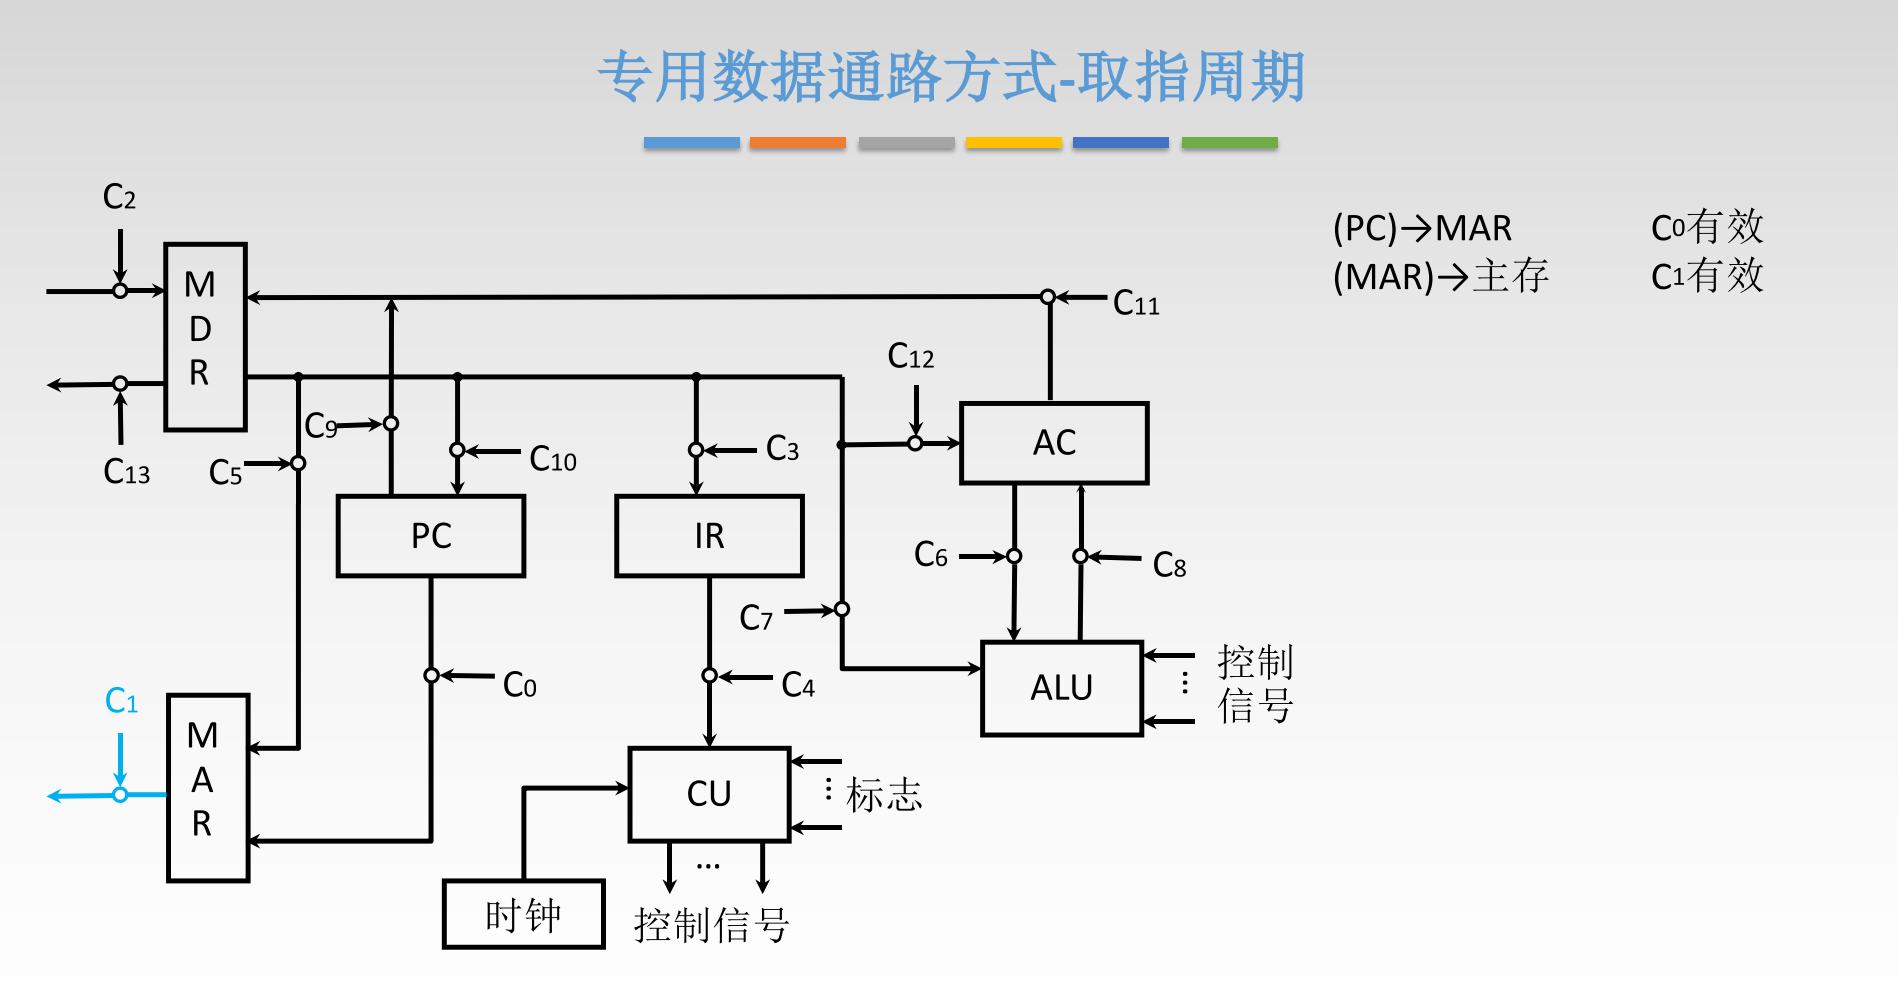 专用数据通路方式-取指周期
(PC)→MAR C0有效
(MAR)→主存 C1有效
C2
M
D
R
C13
C5
C9
C10
C3
C12
C11
AC
PC
IR
C6
C8
C7
C0
C4
ALU
控制
信号
C1
M
A
R
CU
标志
时钟
...
控制信号